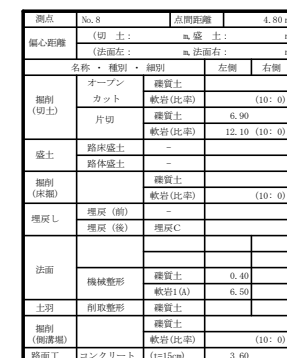 測点 No.8 点間距離 4.80 m
偏心距離 (切 土: m, 盛 土: m
(法面左: m, 法面右: m
名称 ・ 種別 ・ 細別 左側 右側
掘削 (切土) オープン カット 礫質土
軟岩(比率) (10: 0)
片切 礫質土 6.90
軟岩(比率) 12.10 (10: 0)
盛土 路床盛土 -
路体盛土 -
掘削 (床掘) 礫質土
軟岩(比率) (10: 0)
埋戻し 埋戻 (前) -
埋戻 (後) 埋戻C
法面 機械整形 礫質土 0.40
軟岩1(A) 6.50
土羽 削取整形 礫質土
掘削 (側溝掘) 礫質土
軟岩(比率) (10: 0)
路面工 コンクリート (t=15cm) 3.60